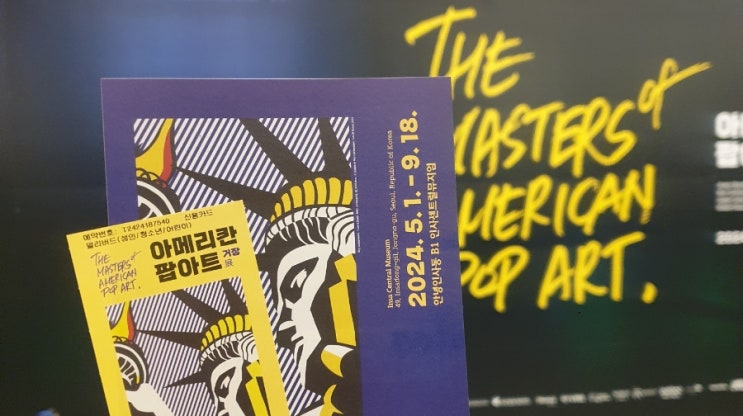 THE
MASTERS of
AMERICAN
POP ART.
2024. 5. 1. - 9. 18.
안녕인사동 B1 인사센트럴뮤지엄
Insa Central Museum
49, Insadong-gil, Jongno-gu, Seoul, Republic of Korea
예약번호: T2424187540 신용카드
얼리버드(성인/청소년/어린이)
THE
MASTERS of
AMERICAN
POP ART.
아메리칸
팝아트 거장
展